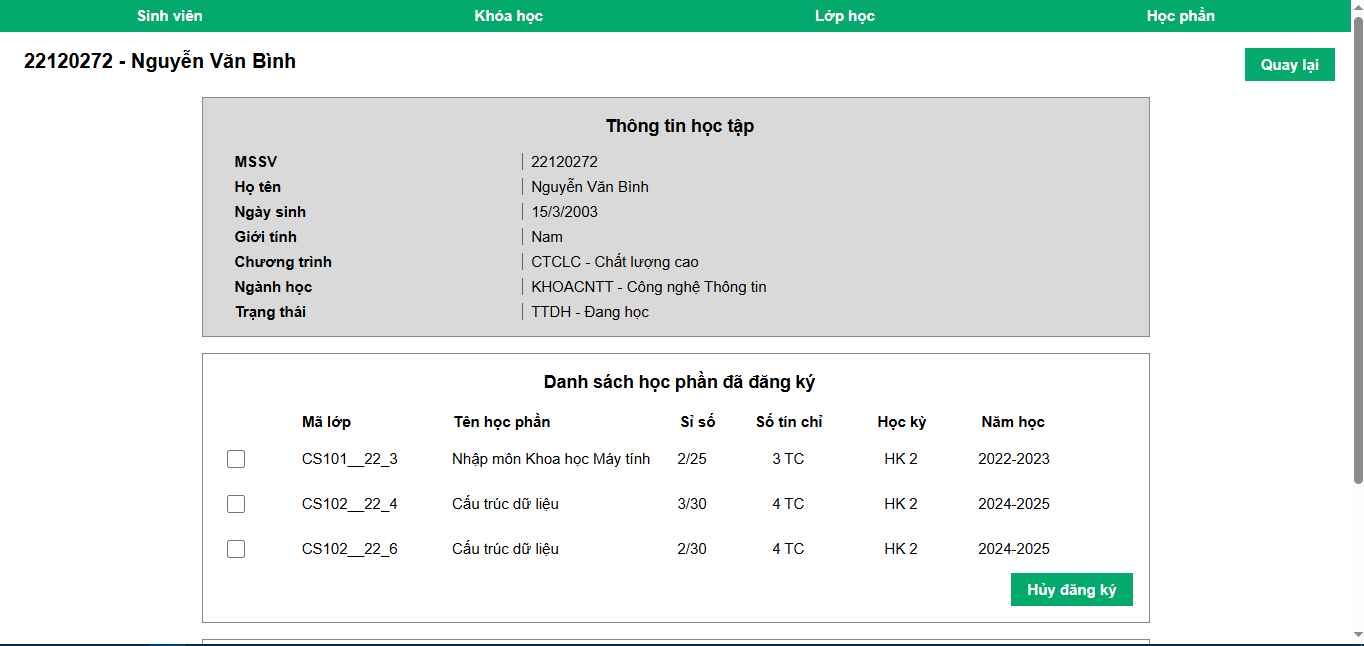 Sinh viên Khóa học Lớp học Học phần
22120272 - Nguyễn Văn Bình
Quay lại
Thông tin học tập
MSSV 22120272
Họ tên Nguyễn Văn Bình
Ngày sinh 15/3/2003
Giới tính Nam
Chương trình CTCLC - Chất lượng cao
Ngành học KHOACNTT - Công nghệ Thông tin
Trạng thái TTDH - Đang học
Danh sách học phần đã đăng ký
Mã lớp Tên học phần Sỉ số Số tín chỉ Học kỳ Năm học
CS101__22_3 Nhập môn Khoa học Máy tính 2/25 3 TC HK 2 2022-2023
CS102__22_4 Cấu trúc dữ liệu 3/30 4 TC HK 2 2024-2025
CS102__22_6 Cấu trúc dữ liệu 2/30 4 TC HK 2 2024-2025
Hủy đăng ký